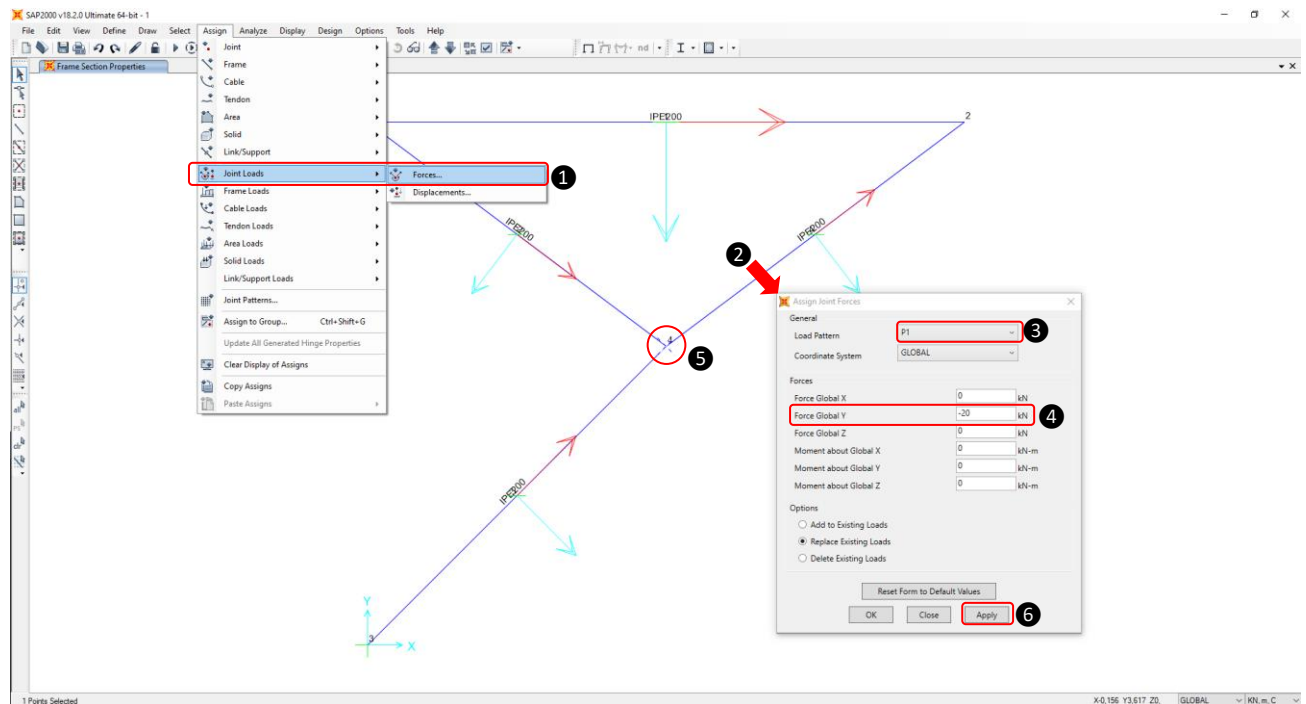 SAP2000 v18.2.0 Ultimate 64-bit - 1
File Edit View Define Draw Select Assign Analyze Display Design Options Tools Help
nd
Frame Section Properties
Joint
Frame
Cable
Tendon
Area
Solid
Link/Support
Joint Loads
Frame Loads
Cable Loads
Tendon Loads
Area Loads
Solid Loads
Link/Support Loads
Joint Patterns...
Assign to Group... Ctrl+Shift+G
Update All Generated Hinge Properties
Clear Display of Assigns
Copy Assigns
Paste Assigns
Forces...
Displacements...
1
2
2
4
5
3
Y
X
Assign Joint Forces
General
Load Pattern P1
3
Coordinate System GLOBAL
Forces
Force Global X 0 kN
Force Global Y -20 kN
4
Force Global Z 0 kN
Moment about Global X 0 kN-m
Moment about Global Y 0 kN-m
Moment about Global Z 0 kN-m
Options
Add to Existing Loads
Replace Existing Loads
Delete Existing Loads
Reset Form to Default Values
OK Close Apply
6
1 Points Selected
X-0,156 Y3,617 Z0, GLOBAL KN, m, C